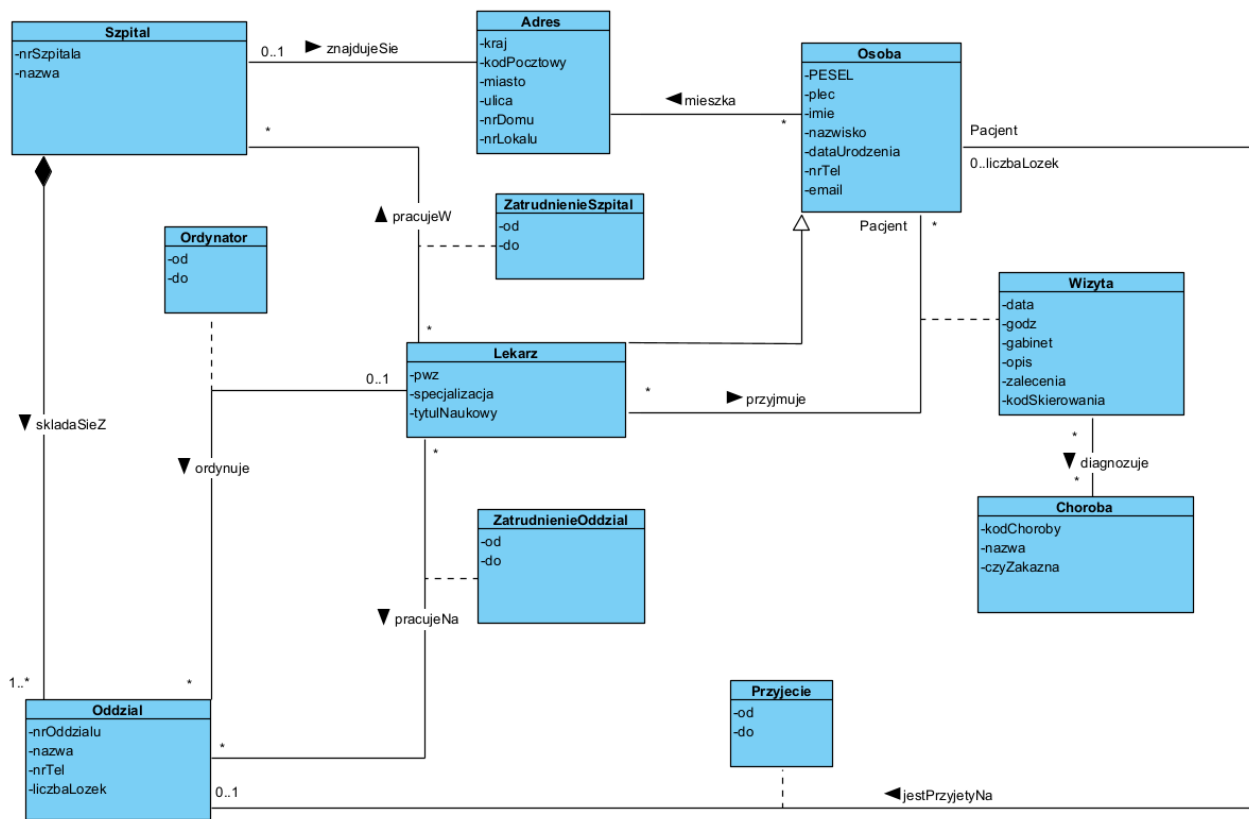 Szpital
-nrSzpitala
-nazwa
0..1
znajdujeSie
Adres
-kraj
-kodPocztowy
-miasto
-ulica
-nrDomu
-nrLokalu
mieszka
*
Osoba
-PESEL
-plec
-imie
-nazwisko
-dataUrodzenia
-nrTel
-email
Pacjent
0..liczbaLozek
*
pracujeW
ZatrudnienieSzpital
-od
-do
Pacjent
*
Ordynator
-od
-do
Wizyta
-data
-godz
-gabinet
-opis
-zalecenia
-kodSkierowania
*
0..1
Lekarz
-pwz
-specjalizacja
-tytulNaukowy
*
przyjmuje
skladaSieZ
ordynuje
*
*
diagnozuje
*
Choroba
-kodChoroby
-nazwa
-czyZakazna
ZatrudnienieOddzial
-od
-do
pracujeNa
1..*
*
Oddzial
-nrOddzialu
-nazwa
-nrTel
-liczbaLozek
*
0..1
Przyjecie
-od
-do
jestPrzyjetyNa